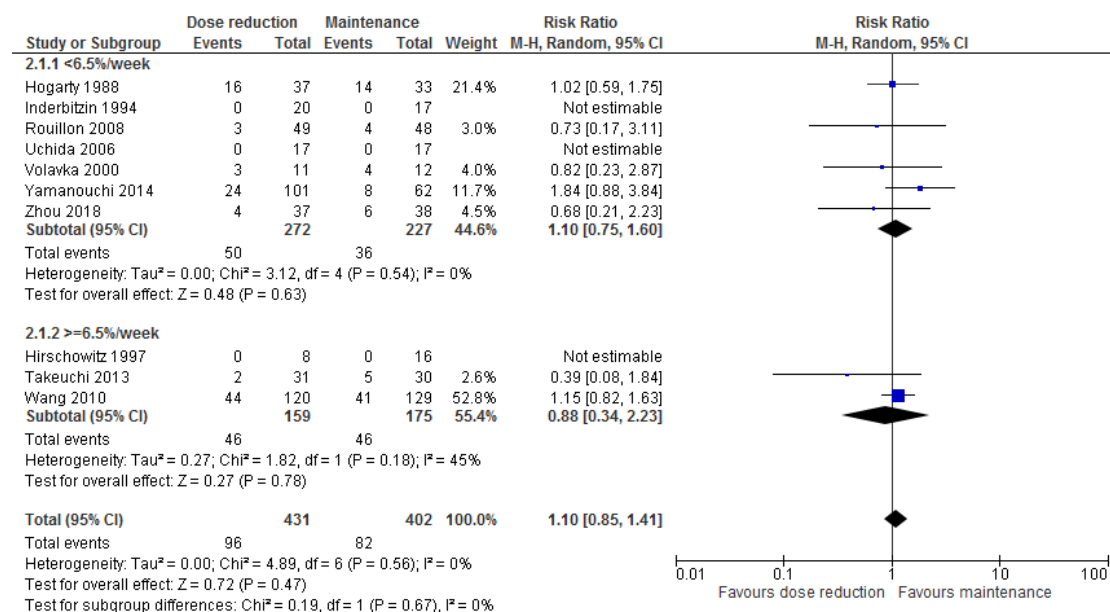 Dose reduction Maintenance Risk Ratio Risk Ratio
Study or Subgroup Events Total Events Total Weight M-H, Random, 95% CI M-H, Random, 95% CI
2.1.1 <6.5%/week
Hogarty 1988 16 37 14 33 21.4% 1.02 [0.59, 1.75]
Inderbitzin 1994 0 20 0 17 Not estimable
Rouillon 2008 3 49 4 48 3.0% 0.73 [0.17, 3.11]
Uchida 2006 0 17 0 17 Not estimable
Volavka 2000 3 11 4 12 4.0% 0.82 [0.23, 2.87]
Yamanouchi 2014 24 101 8 62 11.7% 1.84 [0.88, 3.84]
Zhou 2018 4 37 6 38 4.5% 0.68 [0.21, 2.23]
Subtotal (95% CI) 272 227 44.6% 1.10 [0.75, 1.60]
Total events 50 36
Heterogeneity: Tau² = 0.00; Chi² = 3.12, df = 4 (P = 0.54); I² = 0%
Test for overall effect: Z = 0.48 (P = 0.63)
2.1.2 >=6.5%/week
Hirschowitz 1997 0 8 0 16 Not estimable
Takeuchi 2013 2 31 5 30 2.6% 0.39 [0.08, 1.84]
Wang 2010 44 120 41 129 52.8% 1.15 [0.82, 1.63]
Subtotal (95% CI) 159 175 55.4% 0.88 [0.34, 2.23]
Total events 46 46
Heterogeneity: Tau² = 0.27; Chi² = 1.82, df = 1 (P = 0.18); I² = 45%
Test for overall effect: Z = 0.27 (P = 0.78)
Total (95% CI) 431 402 100.0% 1.10 [0.85, 1.41]
Total events 96 82
Heterogeneity: Tau² = 0.00; Chi² = 4.89, df = 6 (P = 0.56); I² = 0%
Test for overall effect: Z = 0.72 (P = 0.47)
Test for subgroup differences: Chi² = 0.19, df = 1 (P = 0.67), I² = 0%
0.01 0.1 1 10 100
Favours dose reduction Favours maintenance